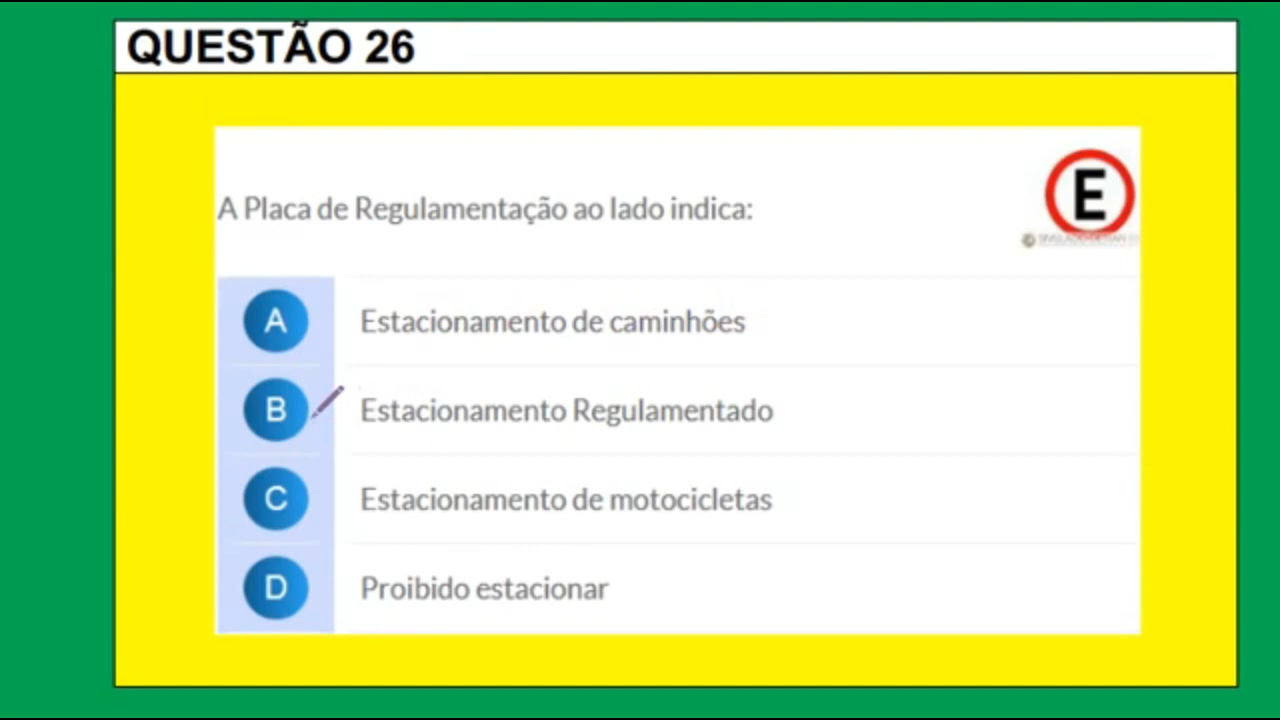 QUESTÃO 26
E
A Placa de Regulamentação ao lado indica:
A Estacionamento de caminhões
B Estacionamento Regulamentado
C Estacionamento de motocicletas
D Proibido estacionar